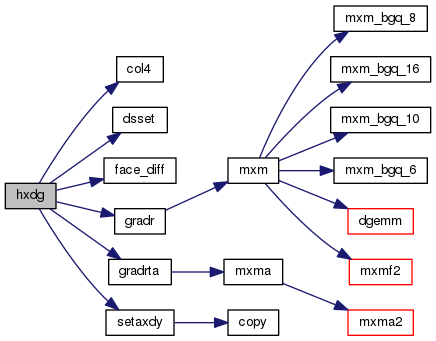 mxm_bgq_8
col4
mxm_bgq_16
dsset
mxm_bgq_10
face_diff
mxm
mxm_bgq_6
hxdg
gradr
dgemm
gradrta
mxma
mxmf2
setaxdy
copy
mxma2